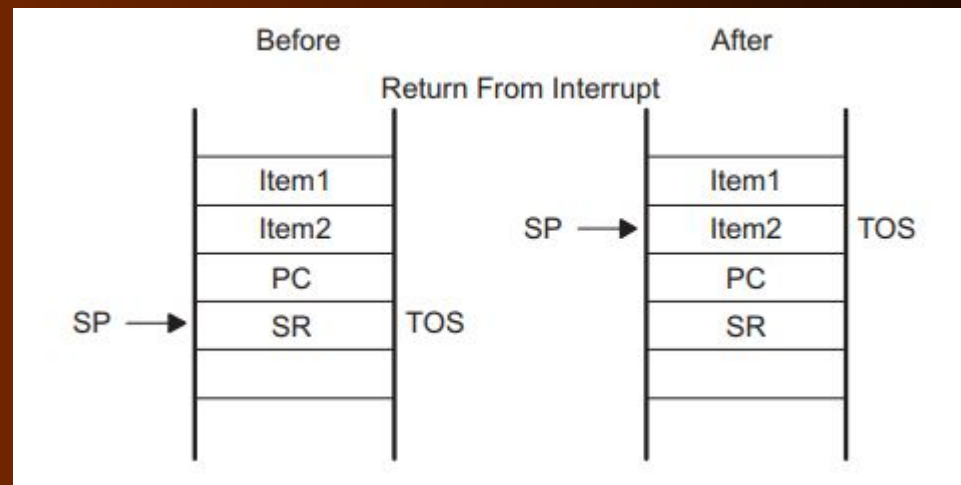 Before
After
Return From Interrupt
Item1
Item2
PC
SP
SR
TOS
Item1
SP
Item2
TOS
PC
SR